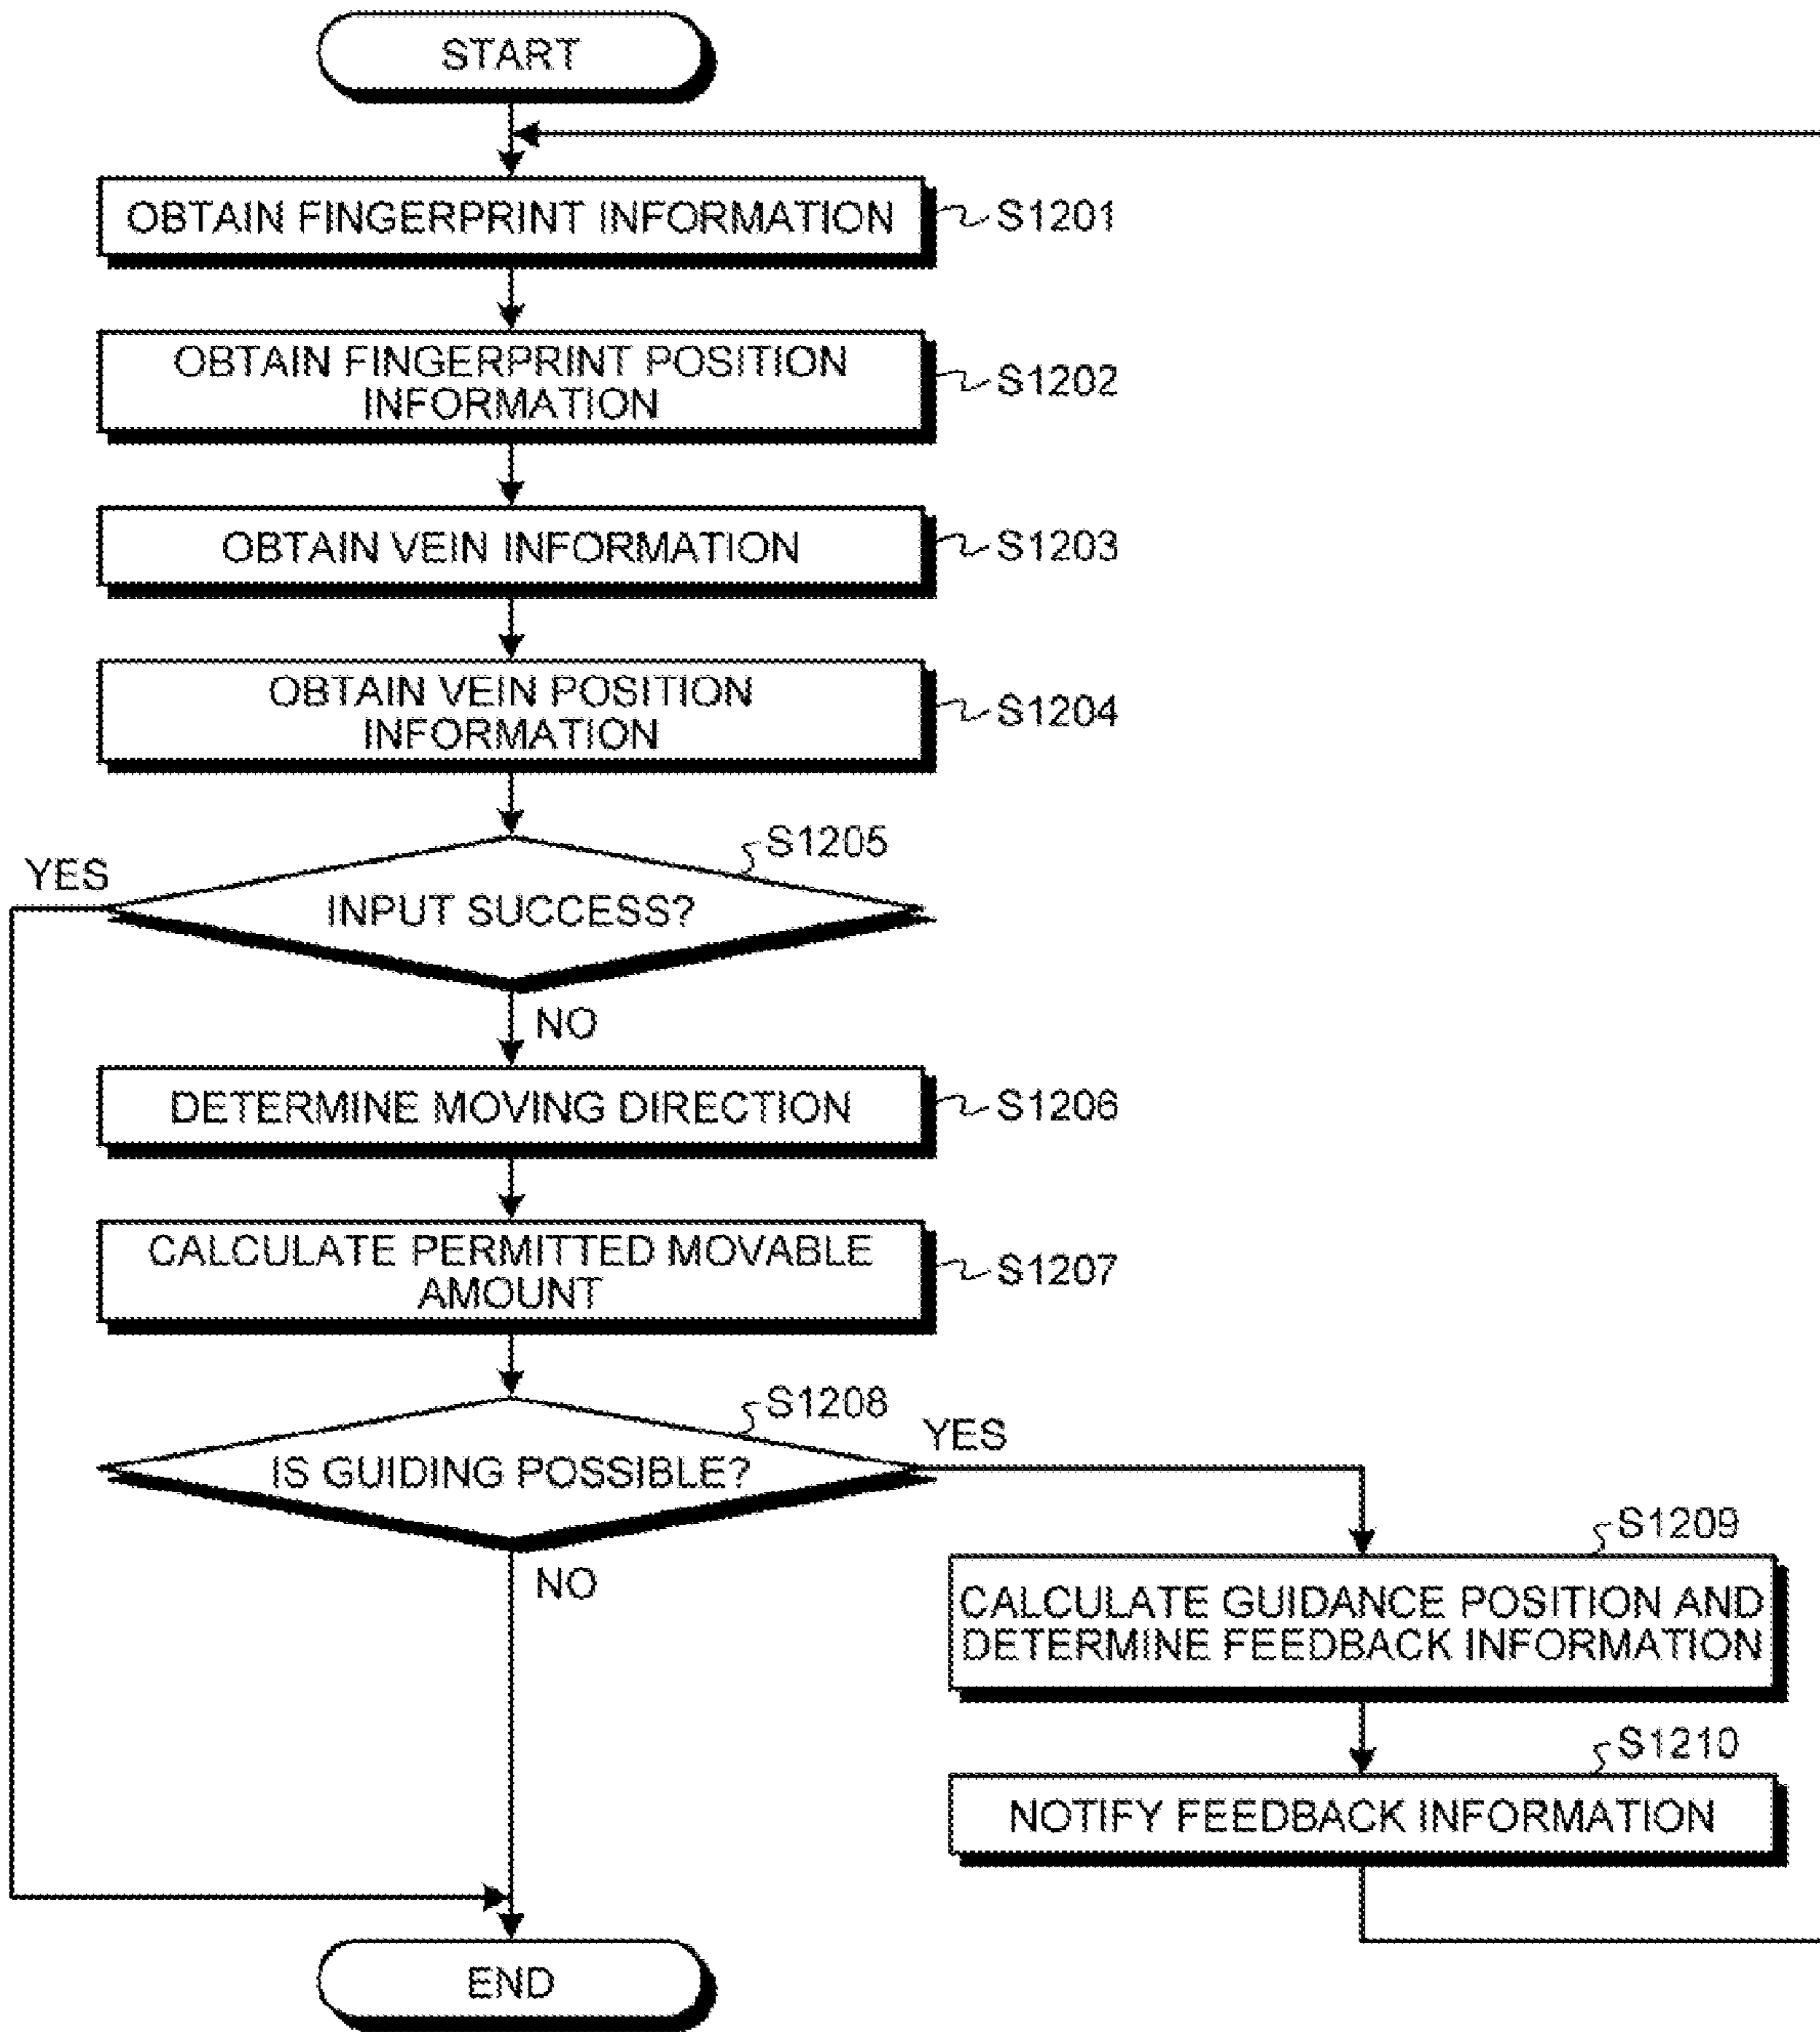 START
OBTAIN FINGERPRINT INFORMATION
S1201
OBTAIN FINGERPRINT POSITION
INFORMATION
S1202
OBTAIN VEIN INFORMATION
S1203
OBTAIN VEIN POSITION
INFORMATION
S1204
S1205
YES
INPUT SUCCESS?
NO
DETERMINE MOVING DIRECTION
S1206
CALCULATE PERMITTED MOVABLE
AMOUNT
S1207
S1208
YES
IS GUIDING POSSIBLE?
NO
S1209
CALCULATE GUIDANCE POSITION AND
DETERMINE FEEDBACK INFORMATION
S1210
NOTIFY FEEDBACK INFORMATION
END